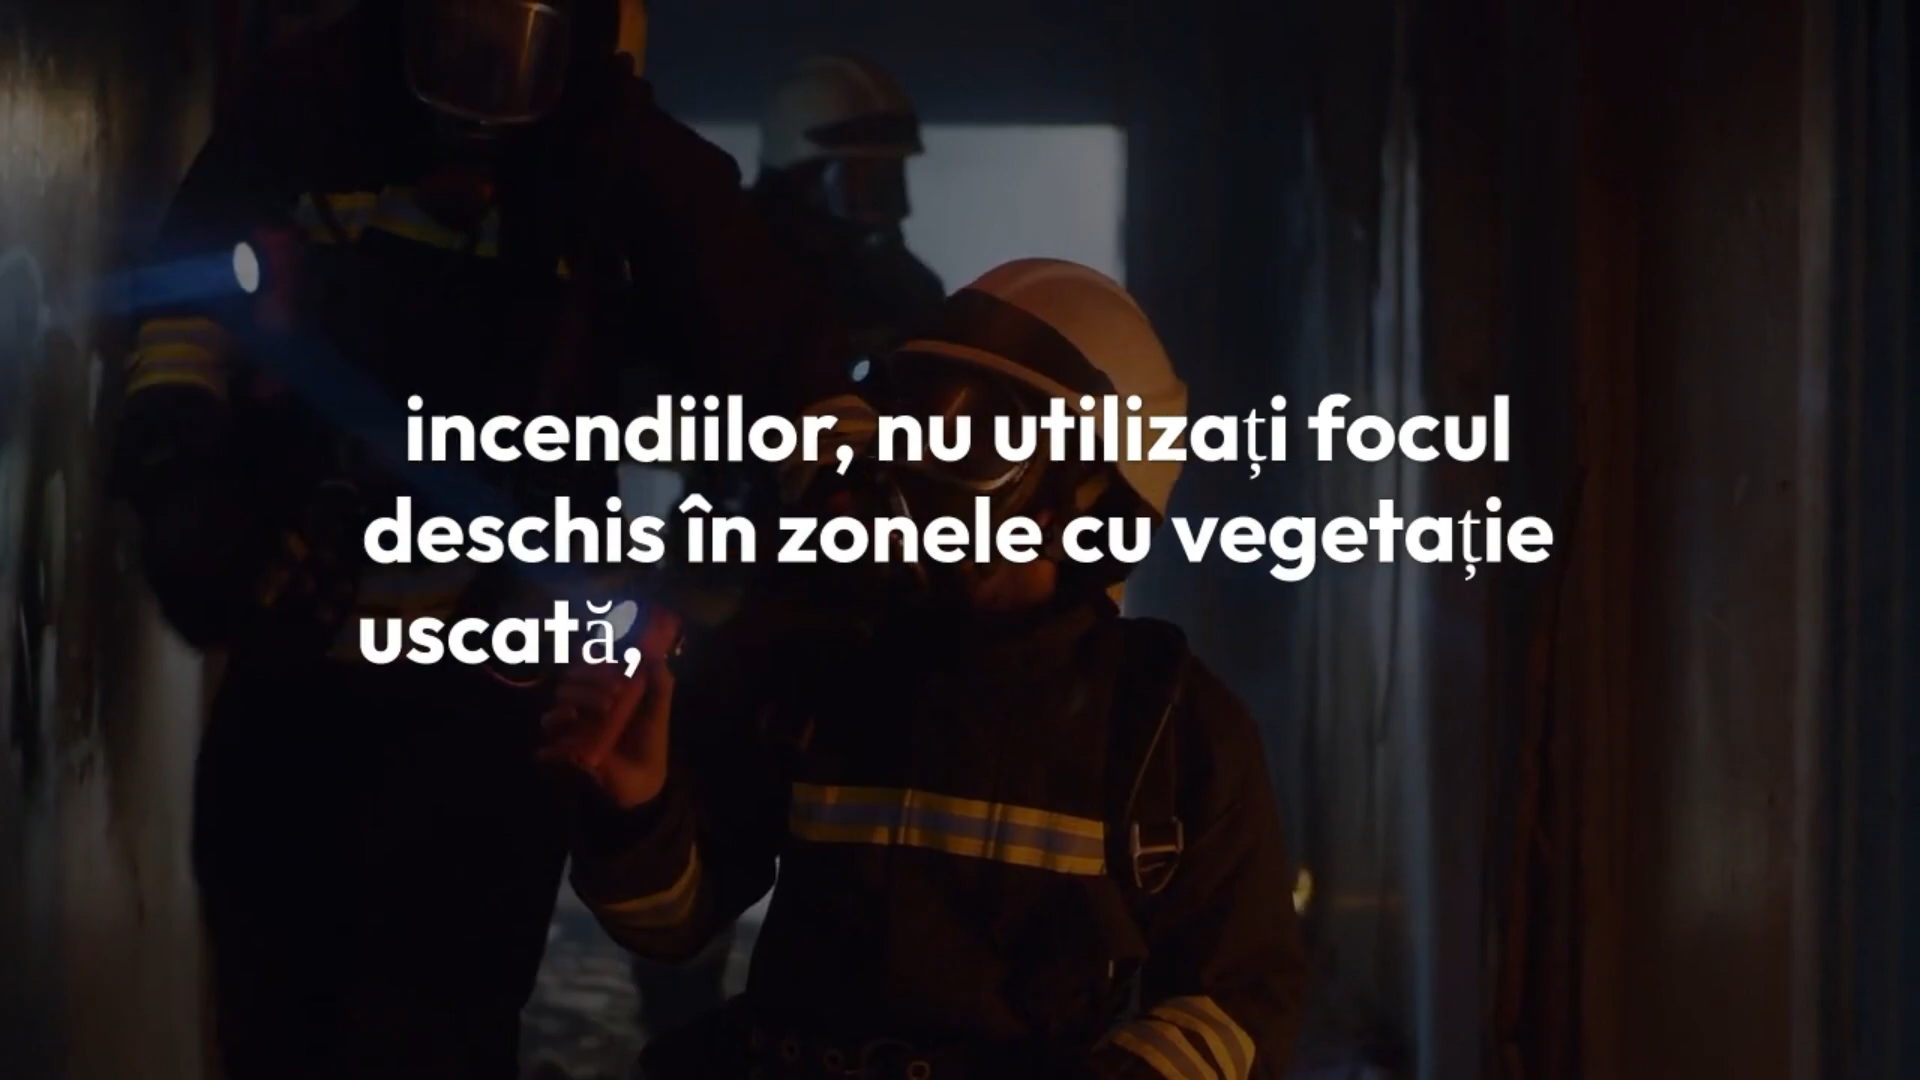 incendiilor, nu utilizați focul
deschis în zonele cu vegetație
uscată,